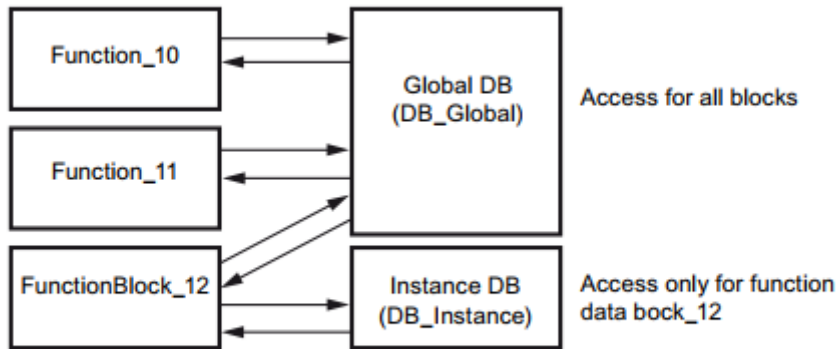 Function_10
Global DB
(DB_Global)
Access for all blocks
Function_11
FunctionBlock_12
Instance DB
(DB_Instance)
Access only for function
data bock_12